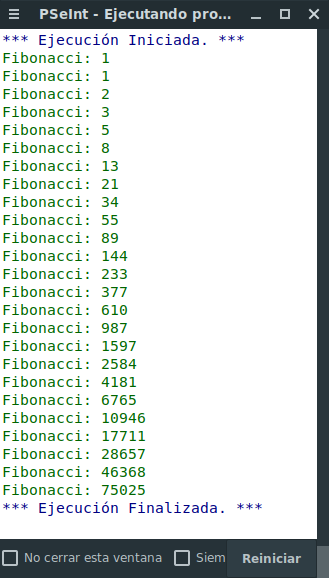 PSeInt - Ejecutando pro...
*** Ejecución Iniciada. ***
Fibonacci: 1
Fibonacci: 1
Fibonacci: 2
Fibonacci: 3
Fibonacci: 5
Fibonacci: 8
Fibonacci: 13
Fibonacci: 21
Fibonacci: 34
Fibonacci: 55
Fibonacci: 89
Fibonacci: 144
Fibonacci: 233
Fibonacci: 377
Fibonacci: 610
Fibonacci: 987
Fibonacci: 1597
Fibonacci: 2584
Fibonacci: 4181
Fibonacci: 6765
Fibonacci: 10946
Fibonacci: 17711
Fibonacci: 28657
Fibonacci: 46368
Fibonacci: 75025
*** Ejecución Finalizada. ***
No cerrar esta ventana Siem Reiniciar